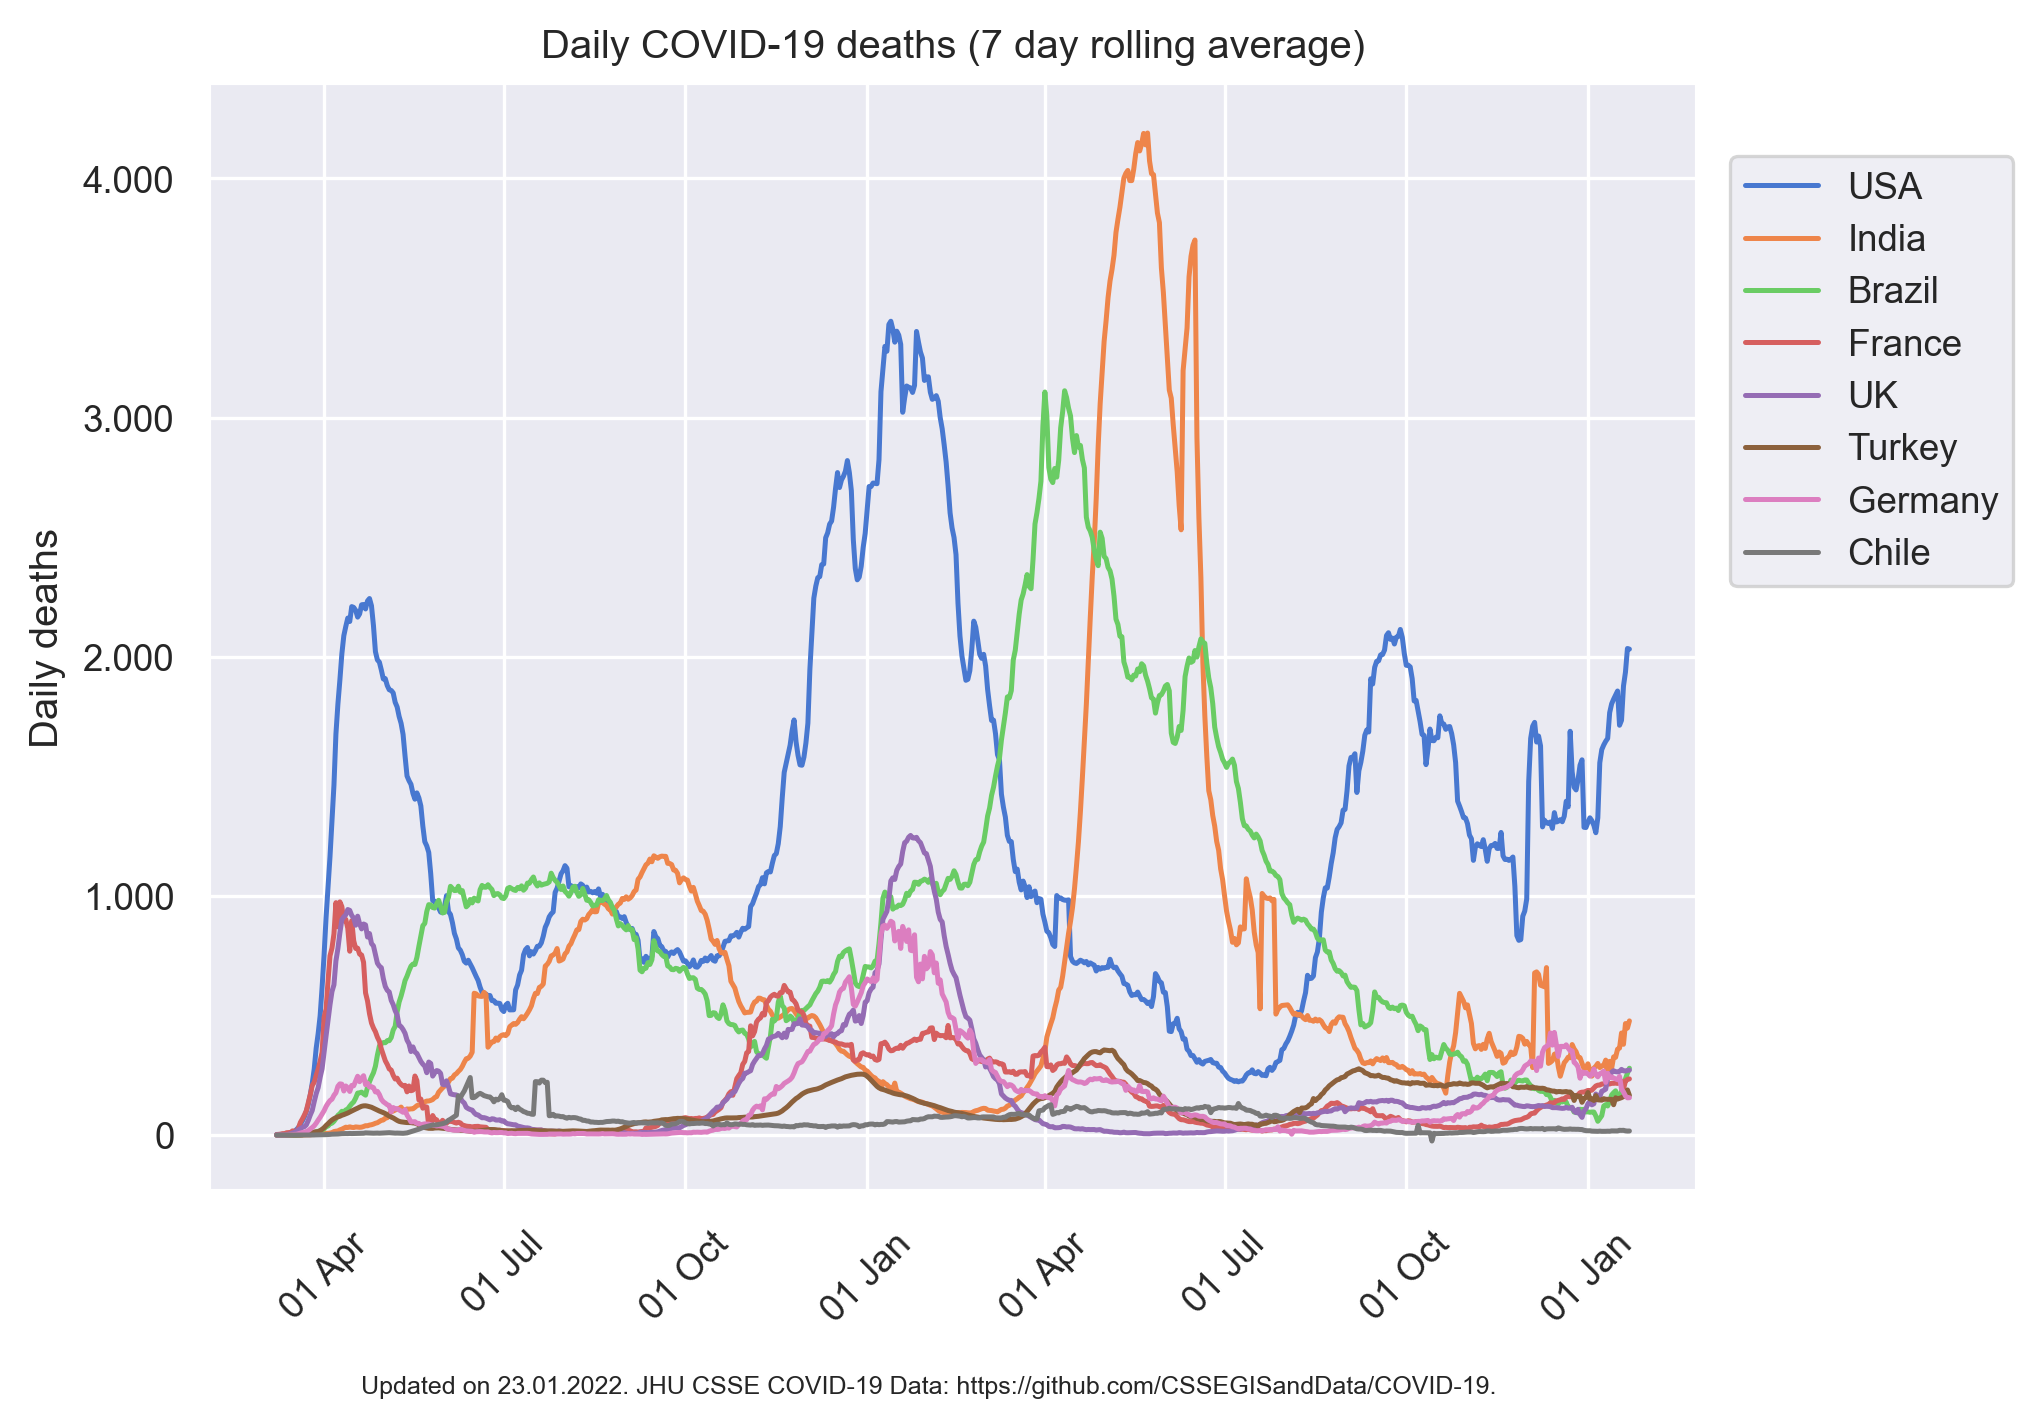 Daily COVID-19 deaths (7 day rolling average)
4.000
3.000
2.000
1.000
0
Daily deaths
USA
India
Brazil
France
UK
Turkey
Germany
Chile
01 Apr
01 Jul
01 Oct
01 Jan
01 Apr
01 Jul
01 Oct
01 Jan
Updated on 23.01.2022. JHU CSSE COVID-19 Data: https://github.com/CSSEGISandData/COVID-19.